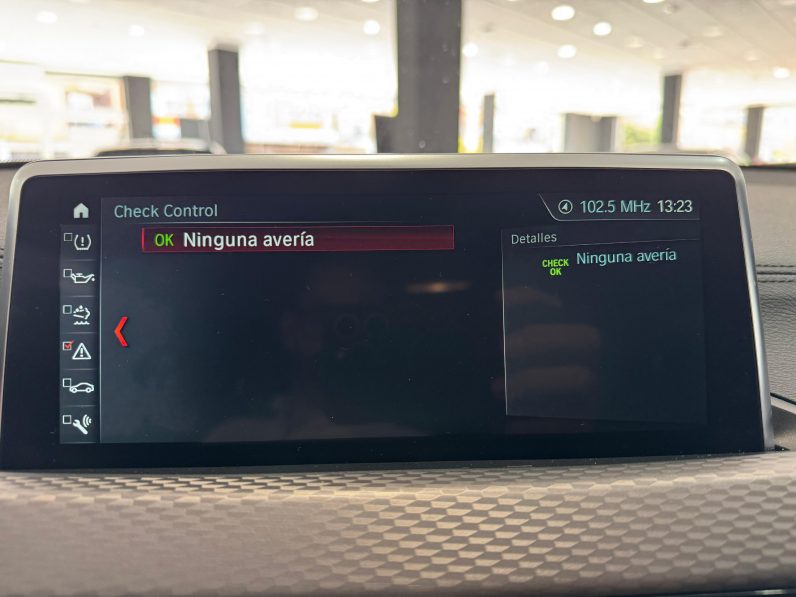 Check Control
102.5 MHz 13:23
OK Ninguna avería
Detalles
CHECK
OK
Ninguna avería